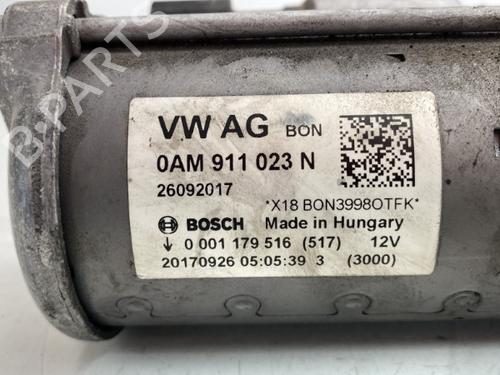 VW AG BON
0AM 911 023 N
26092017
*X18 BON3998OTFK*
BOSCH Made in Hungary
0 001 179 516 (517) 12V
20170926 05:05:39 3 (3000)
B-Parts